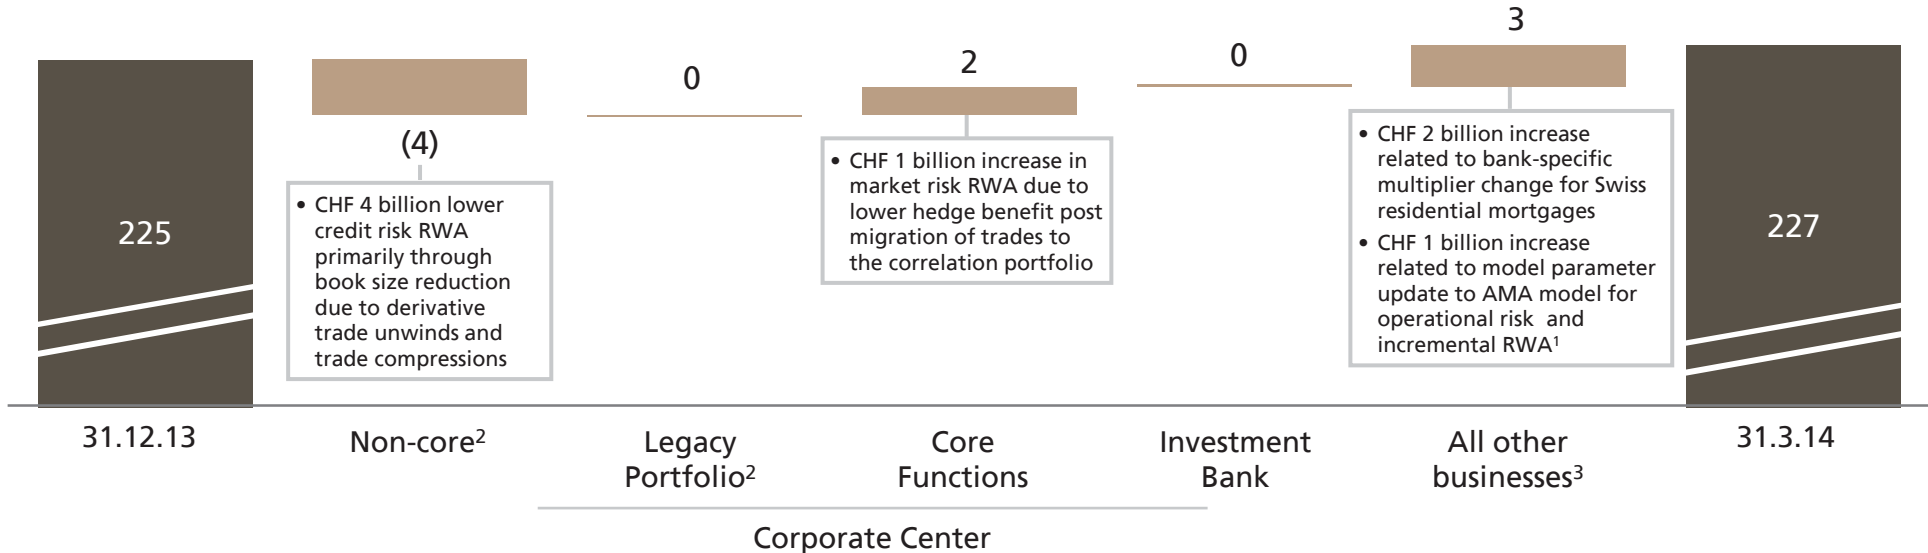 225
(4)
• CHF 4 billion lower
credit risk RWA
primarily through
book size reduction
due to derivative
trade unwinds and
trade compressions
0
2
• CHF 1 billion increase in
market risk RWA due to
lower hedge benefit post
migration of trades to
the correlation portfolio
0
3
• CHF 2 billion increase
related to bank-specific
multiplier change for Swiss
residential mortgages
• CHF 1 billion increase
related to model parameter
update to AMA model for
operational risk and
incremental RWA¹
227
31.12.13
Non-core²
Legacy
Portfolio²
Core
Functions
Investment
Bank
All other
businesses³
31.3.14
Corporate Center